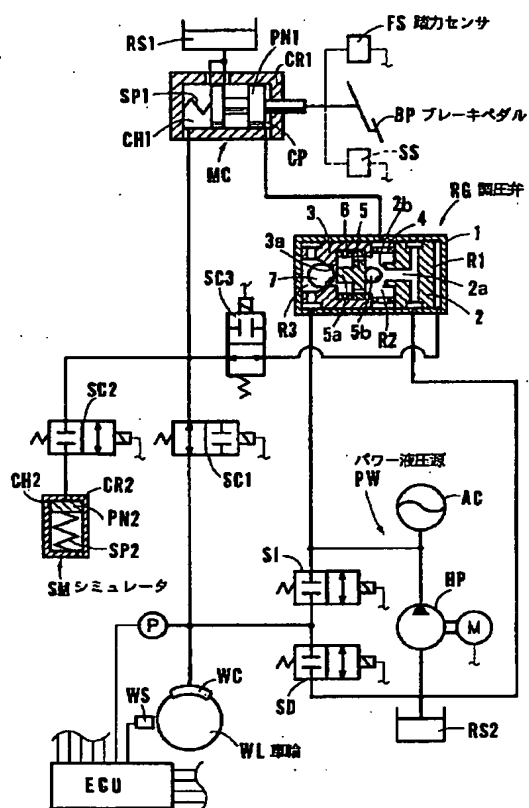 FS 踏力センサ
RS1
PN1
CR1
SP1
BP ブレーキペダル
CH1
CP
SS
MC
RG 調圧弁
3
6
5
2b
4
1
3a
R1
7
2a
SC3
R3
5a
5b
R2
2
SC2
SC1
CH2
CR2
PN2
SP2
SM シミュレータ
パワー液圧源
PW
AC
SI
HP
M
P
SD
WS
WC
RS2
WL 車輪
ECU